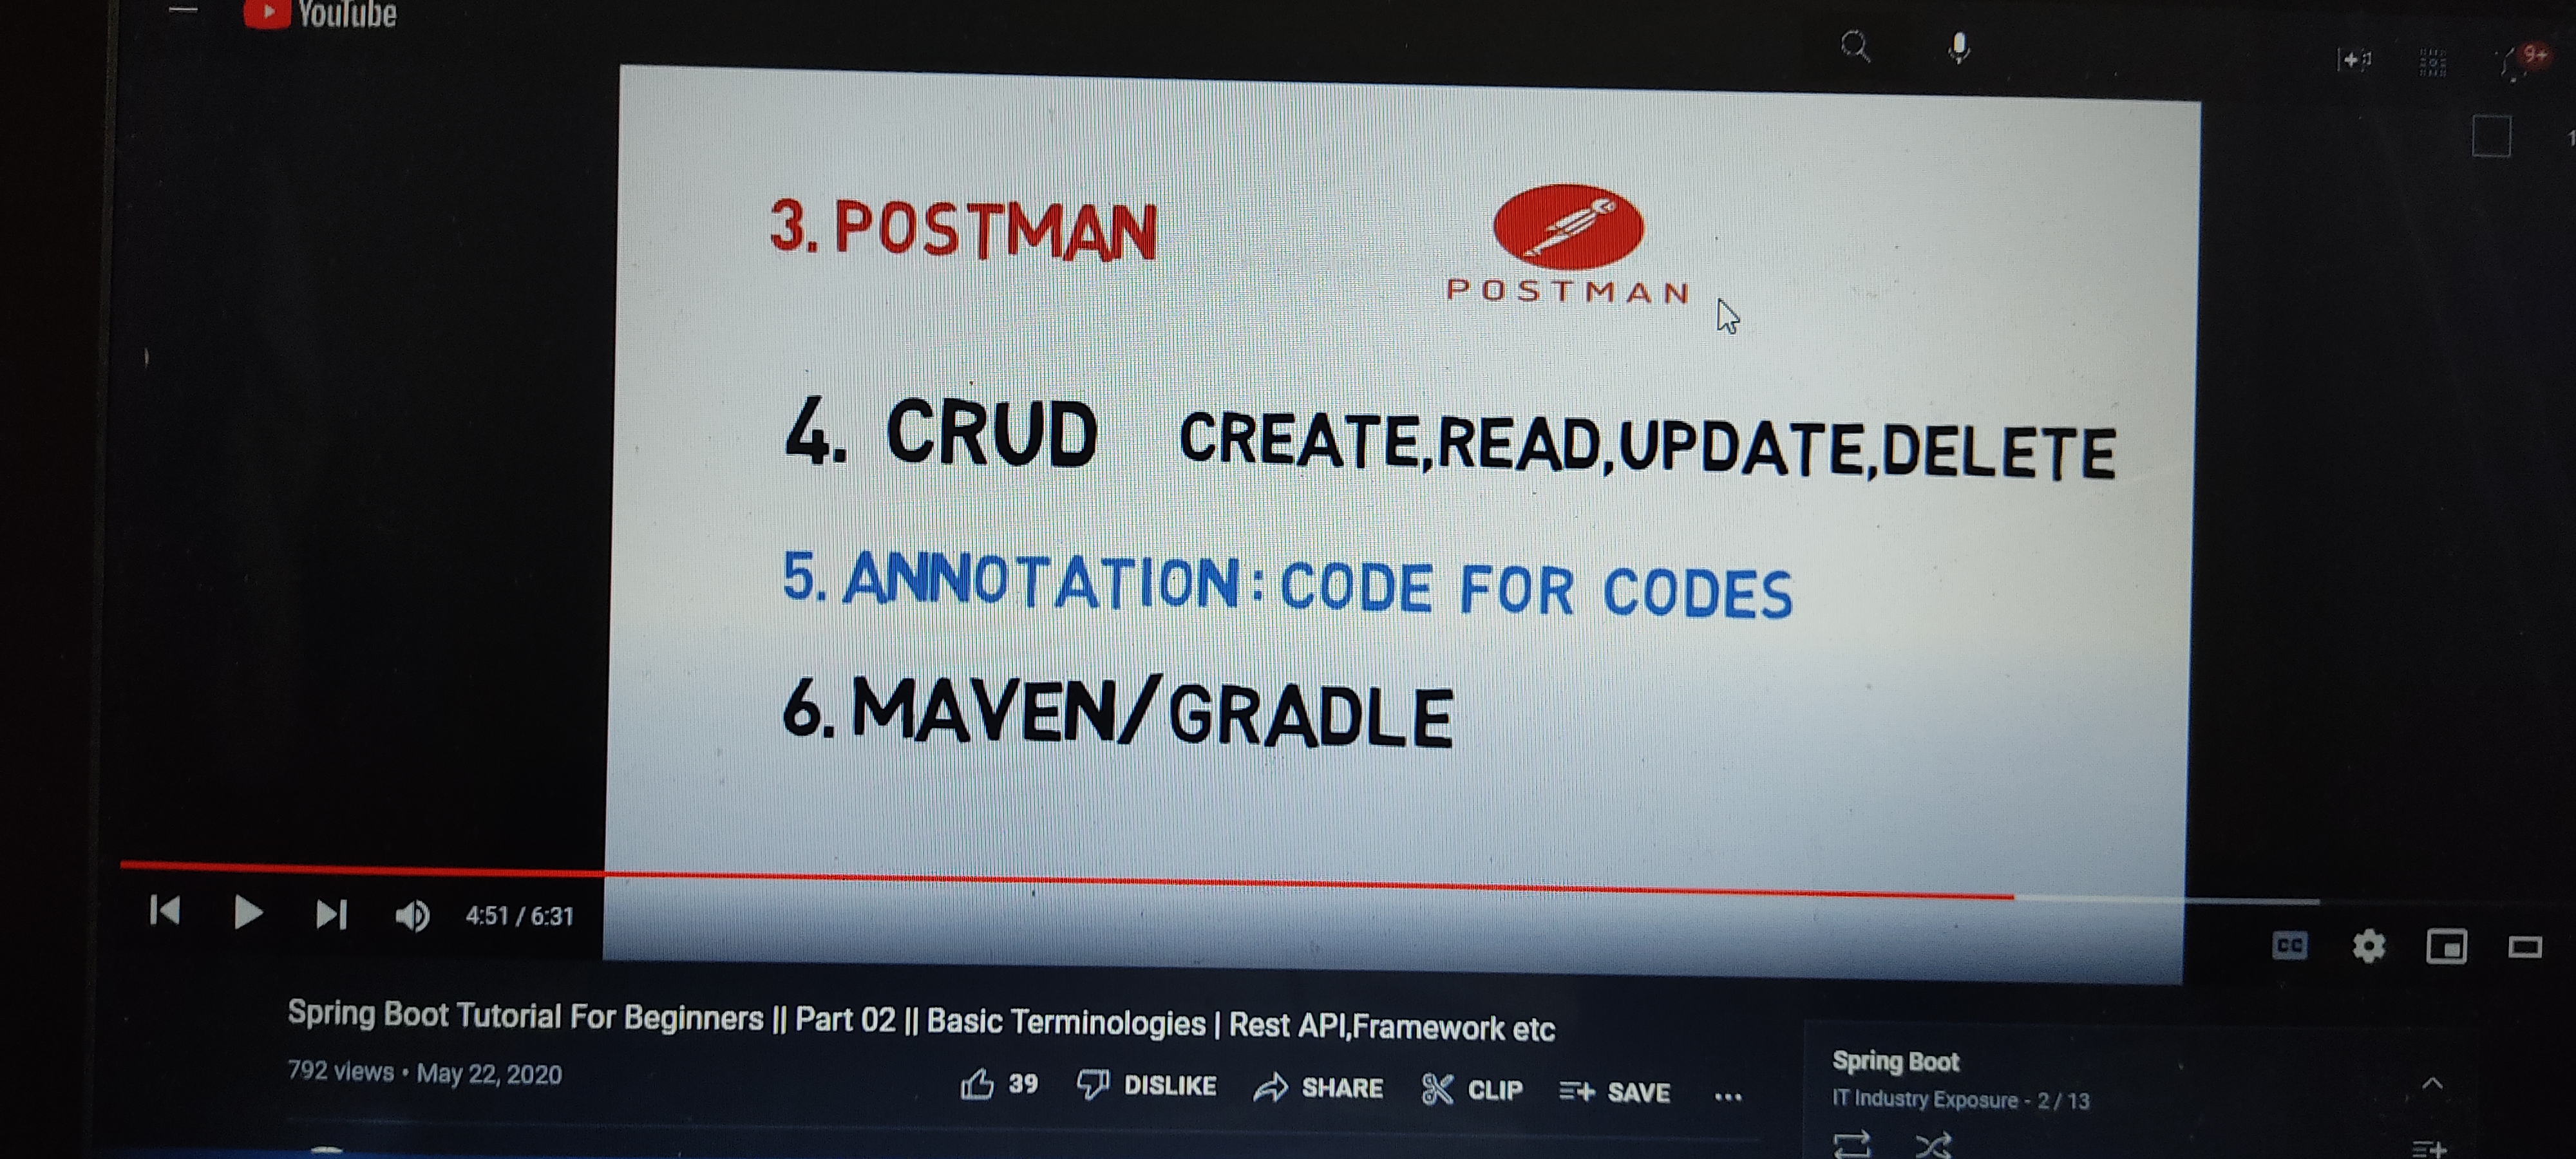 YouTube
9+
3. POSTMAN
POSTMAN
4. CRUD CREATE,READ,UPDATE,DELETE
5. ANNOTATION: CODE FOR CODES
6. MAVEN/GRADLE
4:51 / 6:31
CC
Spring Boot Tutorial For Beginners || Part 02 || Basic Terminologies | Rest API,Framework etc
792 views • May 22, 2020
39 DISLIKE SHARE CLIP SAVE ...
Spring Boot
IT Industry Exposure - 2 / 13